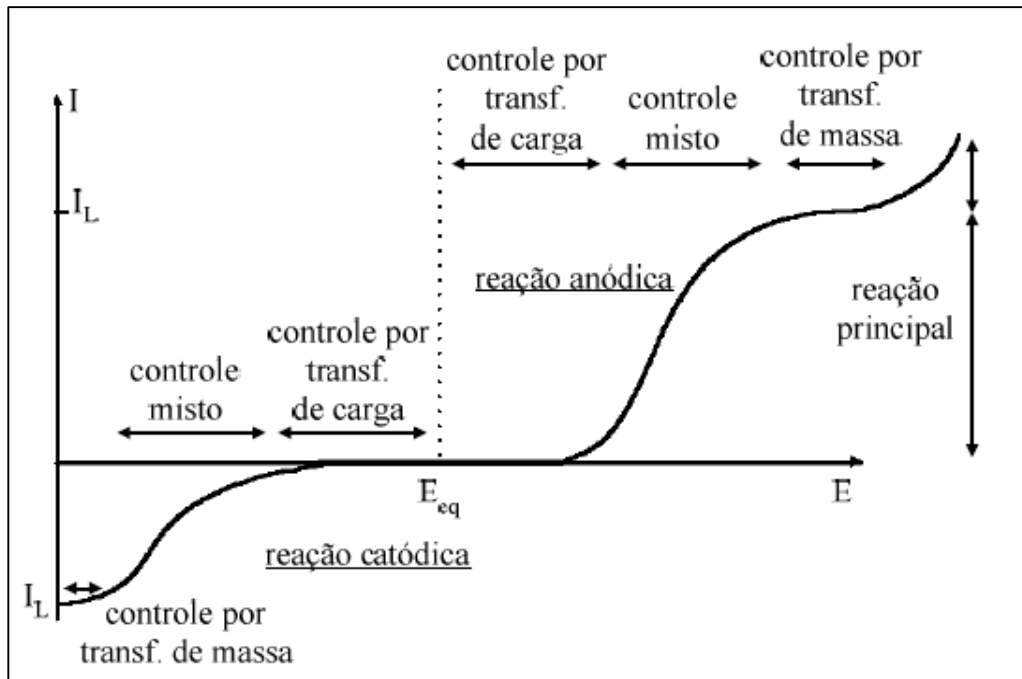 controle por
transf.
de carga
controle
misto
controle por
transf.
de massa
I
I_L
reação anódica
reação
principal
controle
misto
controle por
transf.
de carga
E_eq
E
reação catódica
I_L
controle por
transf. de massa